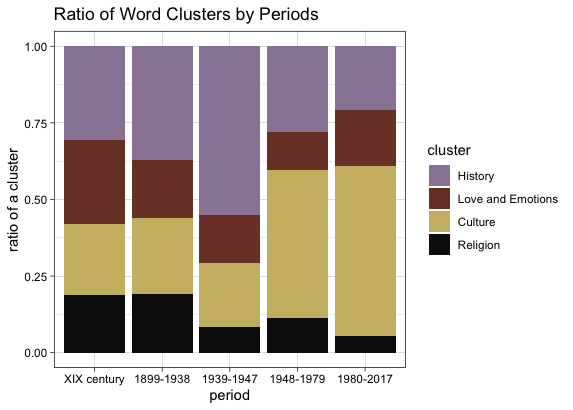 Ratio of Word Clusters by Periods
1.00
0.75
0.50
0.25
0.00
ratio of a cluster
XIX century 1899-1938 1939-1947 1948-1979 1980-2017
period
cluster
History
Love and Emotions
Culture
Religion